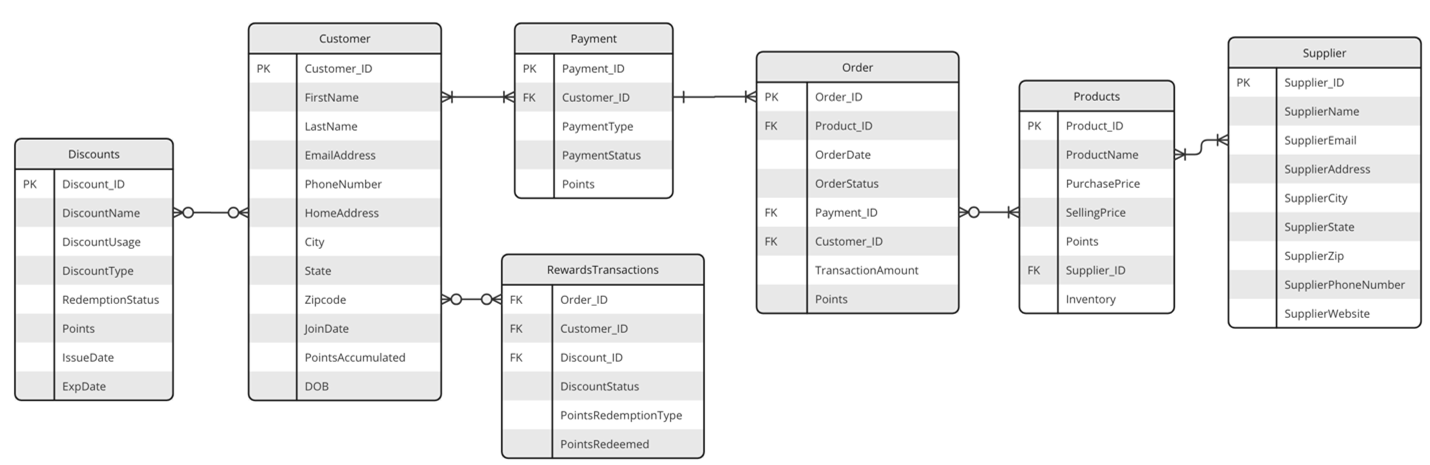 Discounts
PK Discount_ID
DiscountName
DiscountUsage
DiscountType
RedemptionStatus
Points
IssueDate
ExpDate
Customer
PK Customer_ID
FirstName
LastName
EmailAddress
PhoneNumber
HomeAddress
City
State
Zipcode
JoinDate
PointsAccumulated
DOB
Payment
PK Payment_ID
FK Customer_ID
PaymentType
PaymentStatus
Points
RewardsTransactions
FK Order_ID
FK Customer_ID
FK Discount_ID
DiscountStatus
PointsRedemptionType
PointsRedeemed
Order
PK Order_ID
FK Product_ID
OrderDate
OrderStatus
FK Payment_ID
FK Customer_ID
TransactionAmount
Points
Products
PK Product_ID
ProductName
PurchasePrice
SellingPrice
Points
FK Supplier_ID
Inventory
Supplier
PK Supplier_ID
SupplierName
SupplierEmail
SupplierAddress
SupplierCity
SupplierState
SupplierZip
SupplierPhoneNumber
SupplierWebsite